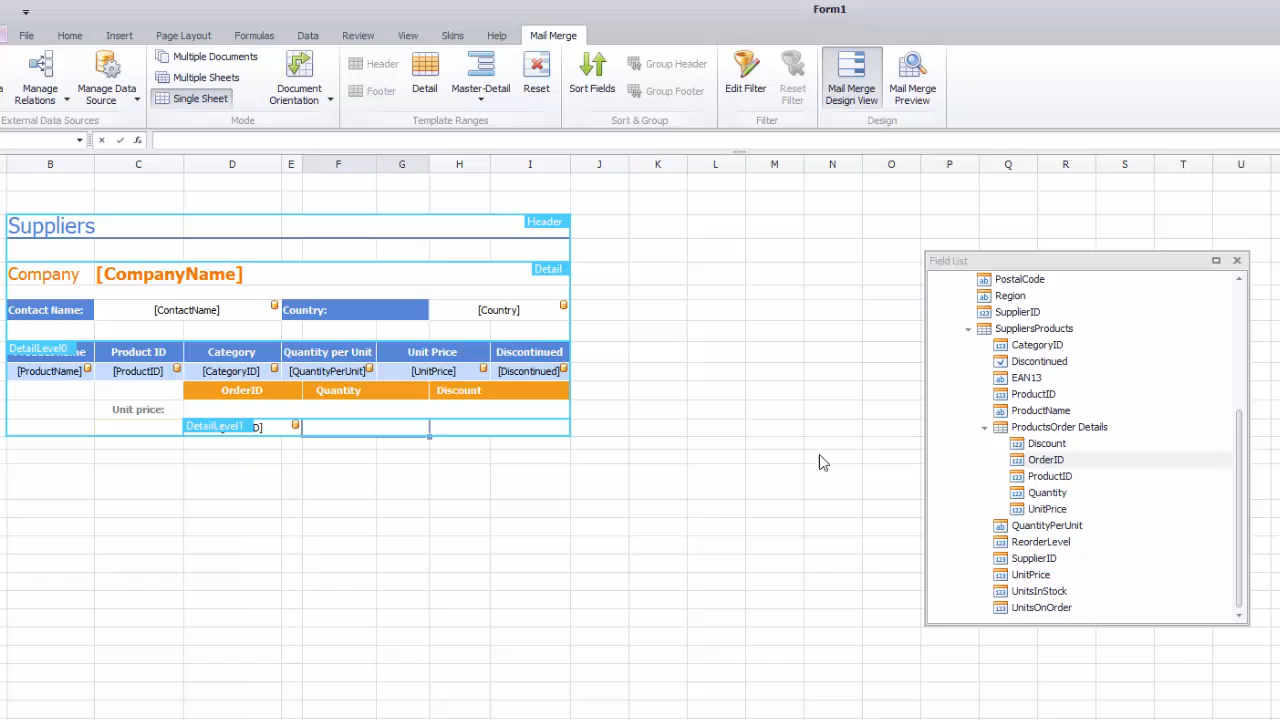 Form1
File Home Insert Page Layout Formulas Data Review View Skins Help Mail Merge
Manage Relations
Manage Data Source
Multiple Documents
Multiple Sheets
Single Sheet
Document Orientation
Header
Footer
Detail
Master-Detail
Reset
Sort Fields
Group Header
Group Footer
Edit Filter
Reset Filter
Mail Merge Design View
Mail Merge Preview
External Data Sources Mode Template Ranges Sort & Group Filter Design
fx
B C D E F G H I J K L M N O P Q R S T U
Suppliers Header
Company [CompanyName] Detail
Contact Name: [ContactName] Country: [Country]
DetailLevel0
Product ID Category Quantity per Unit Unit Price Discontinued
[ProductName] [ProductID] [CategoryID] [QuantityPerUnit] [UnitPrice] [Discontinued]
OrderID Quantity Discount
Unit price:
DetailLevel1
Field List
PostalCode
Region
SupplierID
SuppliersProducts
CategoryID
Discontinued
EAN13
ProductID
ProductName
ProductsOrder Details
Discount
OrderID
ProductID
Quantity
UnitPrice
QuantityPerUnit
ReorderLevel
SupplierID
UnitPrice
UnitsInStock
UnitsOnOrder